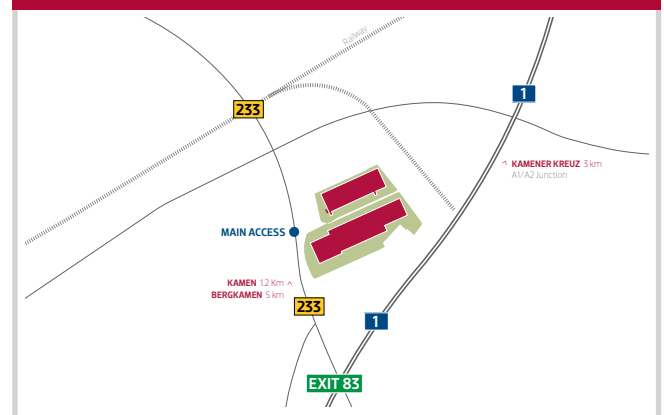 Railway
1
233
KAMENER KREUZ 3 km
A1/A2 Junction
MAIN ACCESS
KAMEN 1.2 Km
BERGKAMEN 5 km
233
1
EXIT 83